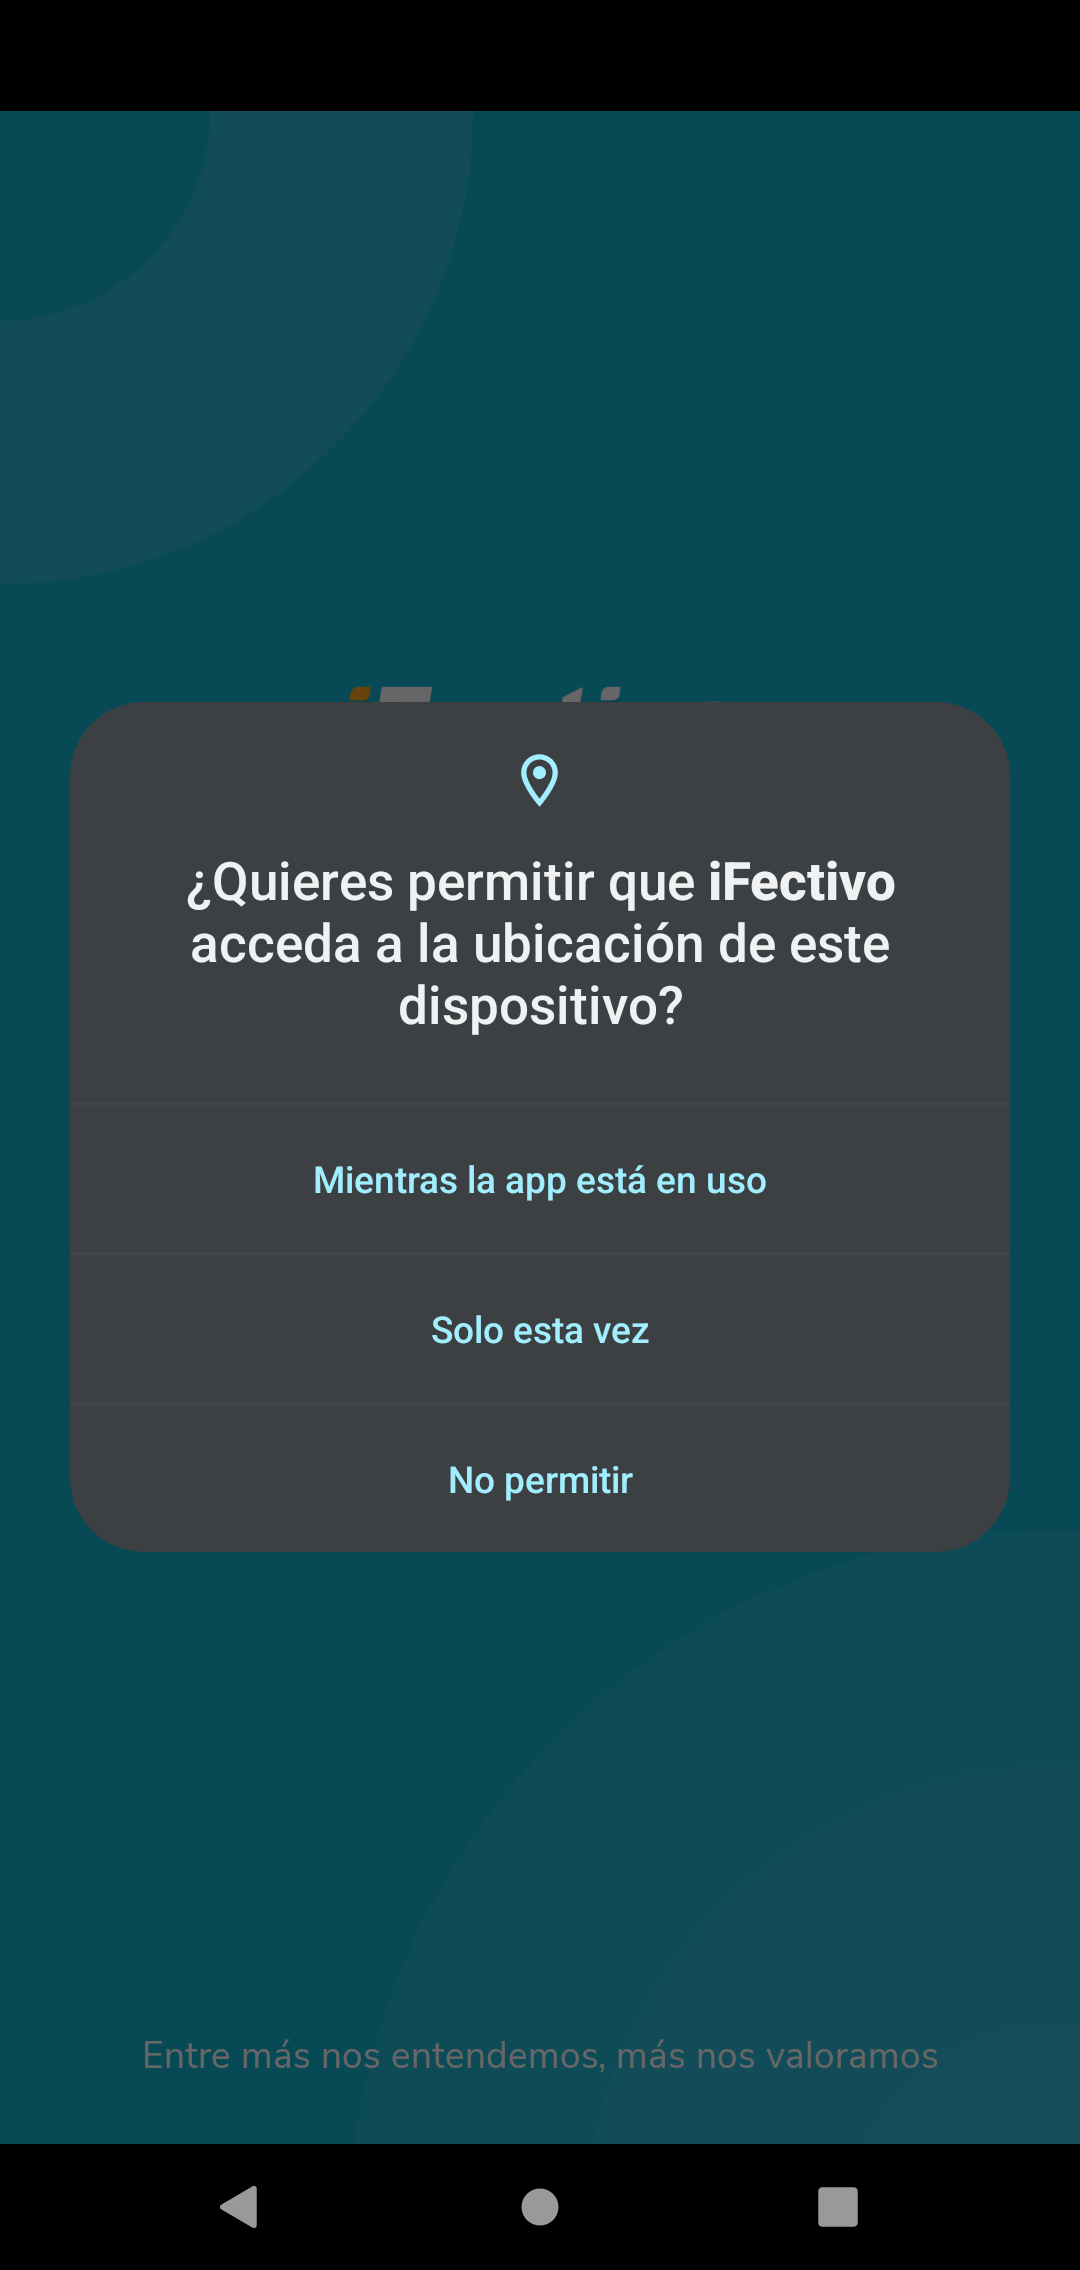 ¿Quieres permitir que iFectivo
acceda a la ubicación de este
dispositivo?
Mientras la app está en uso
Solo esta vez
No permitir
Entre más nos entendemos, más nos valoramos